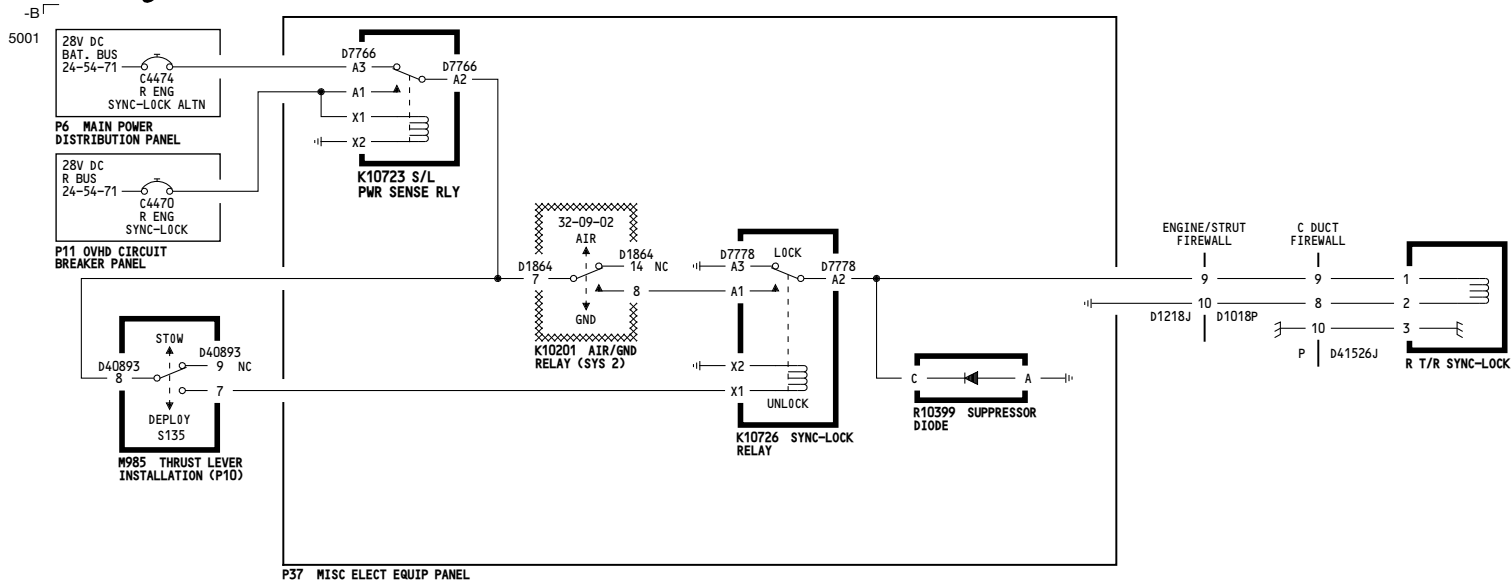 -B
5001
28V DC
BAT. BUS
24-54-71
C4474
R ENG
SYNC-LOCK ALTN
P6 MAIN POWER
DISTRIBUTION PANEL
28V DC
R BUS
24-54-71
C4470
R ENG
SYNC-LOCK
P11 OVHD CIRCUIT
BREAKER PANEL
D7766
A3
D7766
A2
A1
X1
X2
K10723 S/L
PWR SENSE RLY
32-09-02
AIR
D1864
7
D1864
14 NC
8
GND
K10201 AIR/GND
RELAY (SYS 2)
D7778
A3
LOCK
D7778
A2
A1
X2
X1
UNLOCK
K10726 SYNC-LOCK
RELAY
C
A
R10399 SUPPRESSOR
DIODE
ENGINE/STRUT
FIREWALL
9
10
D1218J
D1018P
C DUCT
FIREWALL
9
8
10
P
D41526J
1
2
3
R T/R SYNC-LOCK
STOW
D40893
8
D40893
9 NC
7
DEPLOY
S135
M985 THRUST LEVER
INSTALLATION (P10)
P37 MISC ELECT EQUIP PANEL